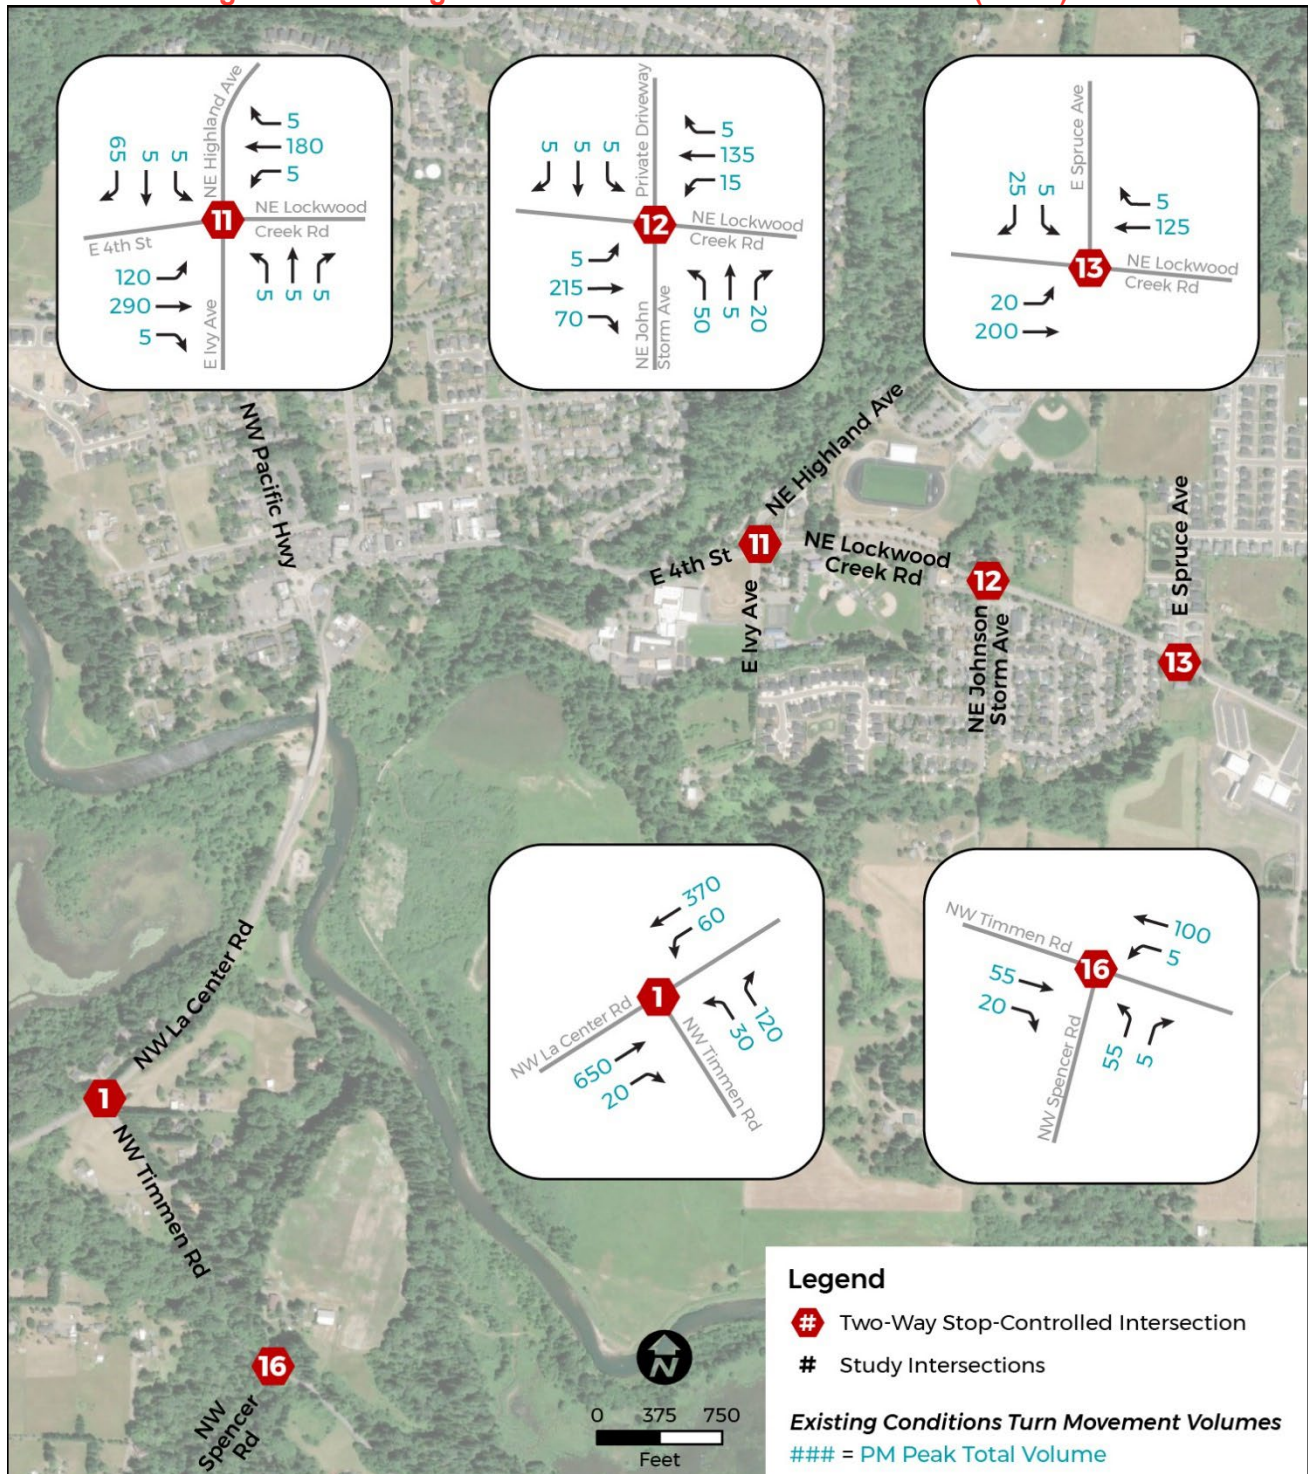 NE Highland Ave
65 5 5
5
180
5
11
NE Lockwood
Creek Rd
E 4th St
120
290
5
E Ivy Ave
5 5 5
Private Driveway
5 5 5
5
135
15
12
NE Lockwood
Creek Rd
5
215
70
NE John
Storm Ave
50 5 20
E Spruce Ave
25 5
5
125
13
NE Lockwood
Creek Rd
20
200
NW Pacific Hwy
NE Highland Ave
11
E 4th St
NE Lockwood
Creek Rd
E Ivy Ave
12
NE Johnson
Storm Ave
E Spruce Ave
13
370
60
1
NW La Center Rd
650
20
30
120
NW Timmen Rd
NW Timmen Rd
100
5
16
55
20
NW Spencer Rd
55 5
NW La Center Rd
1
NW Timmen Rd
16
NW
Spencer
Rd
N
0 375 750
Feet
Legend
# Two-Way Stop-Controlled Intersection
# Study Intersections
Existing Conditions Turn Movement Volumes
### = PM Peak Total Volume